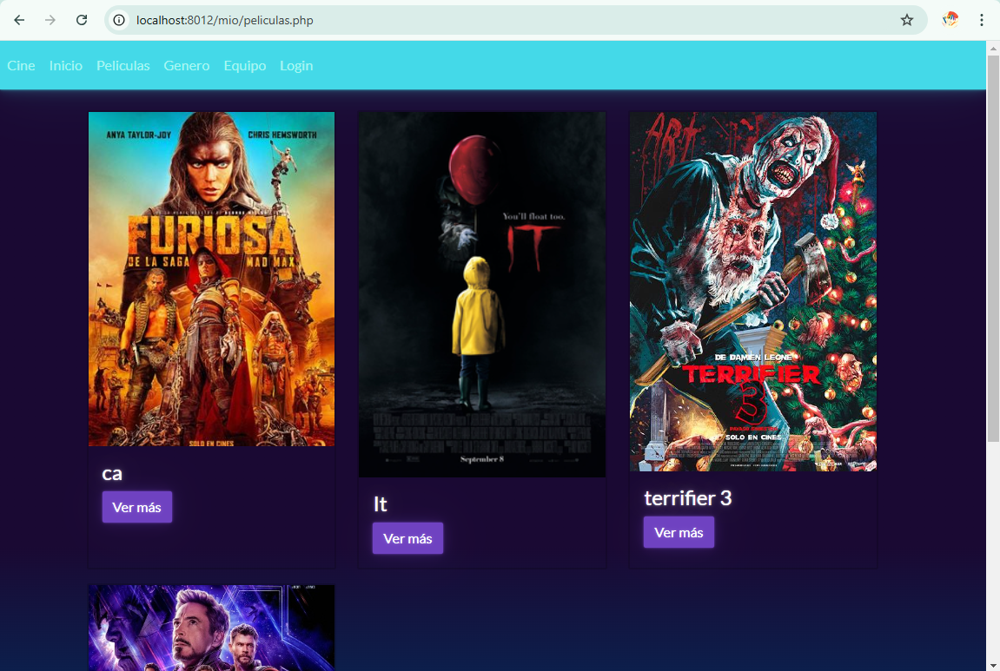 localhost:8012/mio/peliculas.php
Cine Inicio Peliculas Genero Equipo Login
ANYA TAYLOR-JOY CHRIS HEMSWORTH
FURIOSA
DE LA SAGA MAD MAX
SOLO EN CINES
ca
Ver más
You'll float too.
IT
September 8
It
Ver más
ART
DE DAMIEN LEONE
TERRIFIER
3
SOLO EN CINES
terrifier 3
Ver más